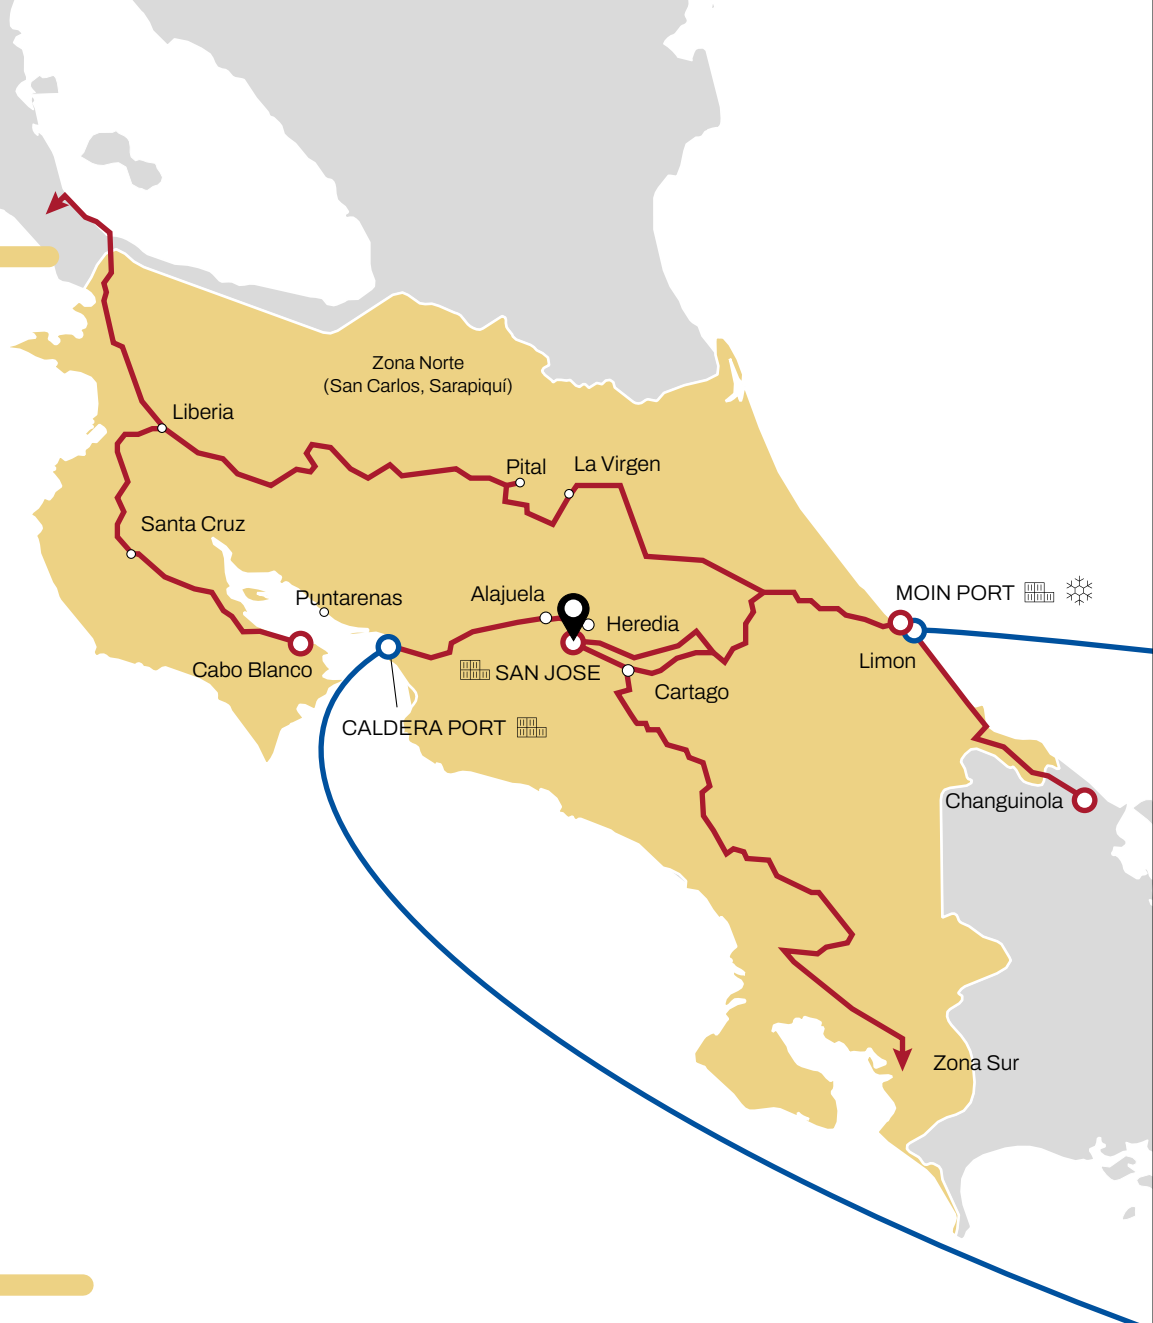 Zona Norte
(San Carlos, Sarapiquí)
Liberia
Pital
La Virgen
Santa Cruz
MOIN PORT
Puntarenas
Alajuela
Heredia
Limon
Cabo Blanco
SAN JOSE
Cartago
CALDERA PORT
Changuinola
Zona Sur